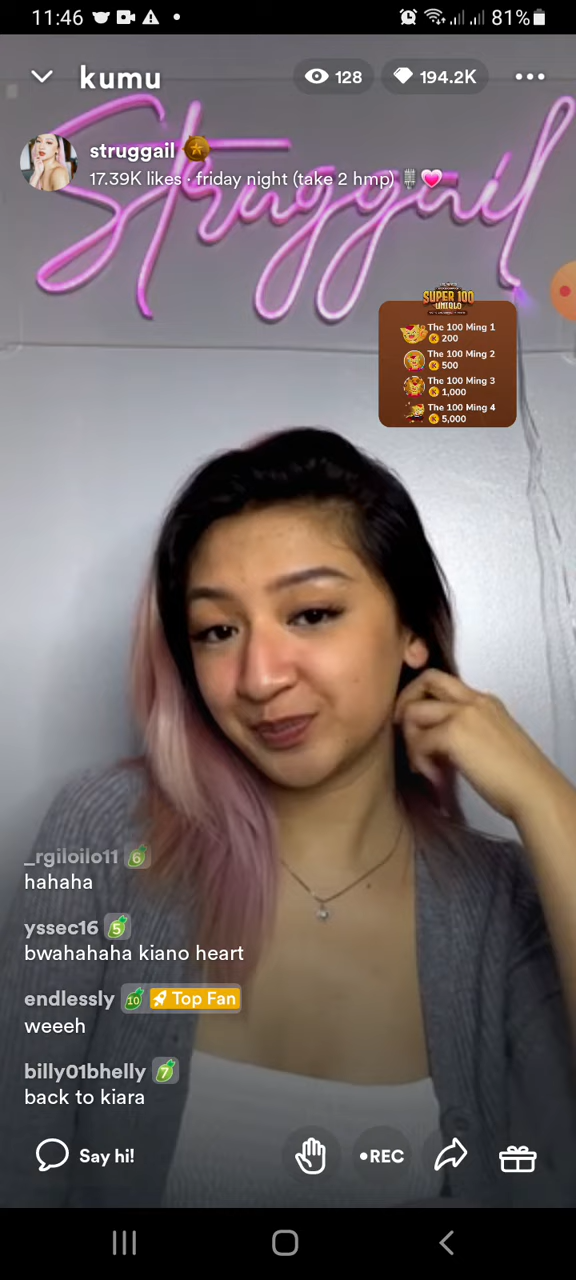 11:46
81%
kumu
128
194.2K
struggail
17.39K likes · friday night (take 2 hmp)
Struggail
SUPER 100
UNTOLD
The 100 Ming 1
200
The 100 Ming 2
500
The 100 Ming 3
1,000
The 100 Ming 4
5,000
_rgiloilo11 6
hahaha
yssec16 5
bwahahaha kiano heart
endlessly 10 Top Fan
weeeh
billy01bhelly 7
back to kiara
Say hi!
•REC